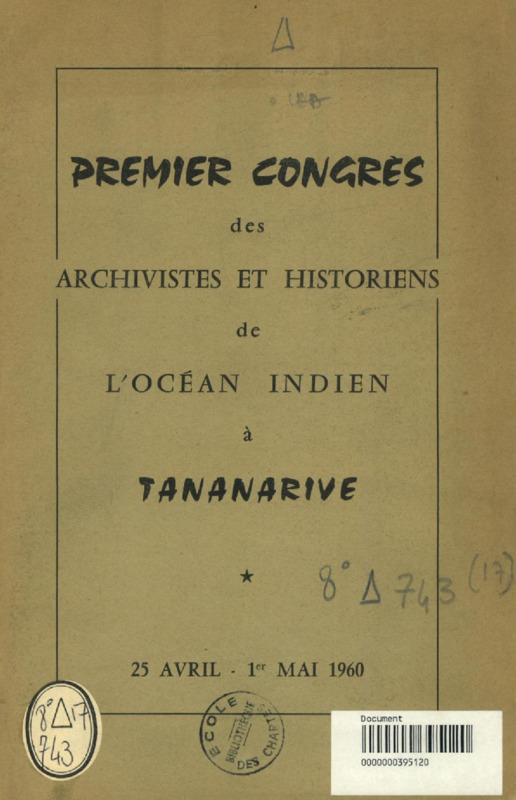 Δ
PREMIER CONGRES
des
ARCHIVISTES ET HISTORIENS
de
L'OCÉAN INDIEN
à
TANANARIVE
★
8° Δ 743 (17)
25 AVRIL - 1er MAI 1960
8° Δ 17
743
ECOLE
BIBLIOTHEQUE
DES CHARTES
Document
0000000395120